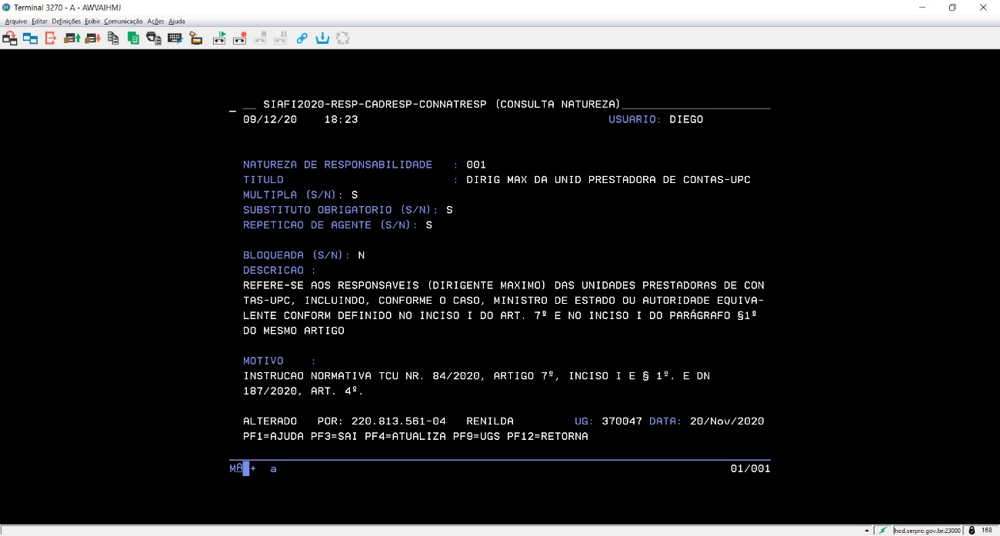 Terminal 3270 - A - AWVAIHMJ
Arquivo Editar Definições Exibir Comunicação Ações Ajuda
__ SIAFI2020-RESP-CADRESP-CONNATRESP (CONSULTA NATUREZA)______________________
09/12/20 18:23 USUARIO: DIEGO
NATUREZA DE RESPONSABILIDADE : 001
TITULO : DIRIG MAX DA UNID PRESTADORA DE CONTAS-UPC
MULTIPLA (S/N): S
SUBSTITUTO OBRIGATORIO (S/N): S
REPETICAO DE AGENTE (S/N): S
BLOQUEADA (S/N): N
DESCRICAO :
REFERE-SE AOS RESPONSAVEIS (DIRIGENTE MAXIMO) DAS UNIDADES PRESTADORAS DE CON
TAS-UPC, INCLUINDO, CONFORME O CASO, MINISTRO DE ESTADO OU AUTORIDADE EQUIVA-
LENTE CONFORM DEFINIDO NO INCISO I DO ART. 7º E NO INCISO I DO PARÁGRAFO §1º
DO MESMO ARTIGO
MOTIVO :
INSTRUCAO NORMATIVA TCU NR. 84/2020, ARTIGO 7º, INCISO I E § 1º. E DN
187/2020, ART. 4º.
ALTERADO POR: 220.813.561-04 RENILDA UG: 370047 DATA: 20/Nov/2020
PF1=AJUDA PF3=SAI PF4=ATUALIZA PF9=UGS PF12=RETORNA
MA + a 01/001
hod.serpro.gov.br:23000 168